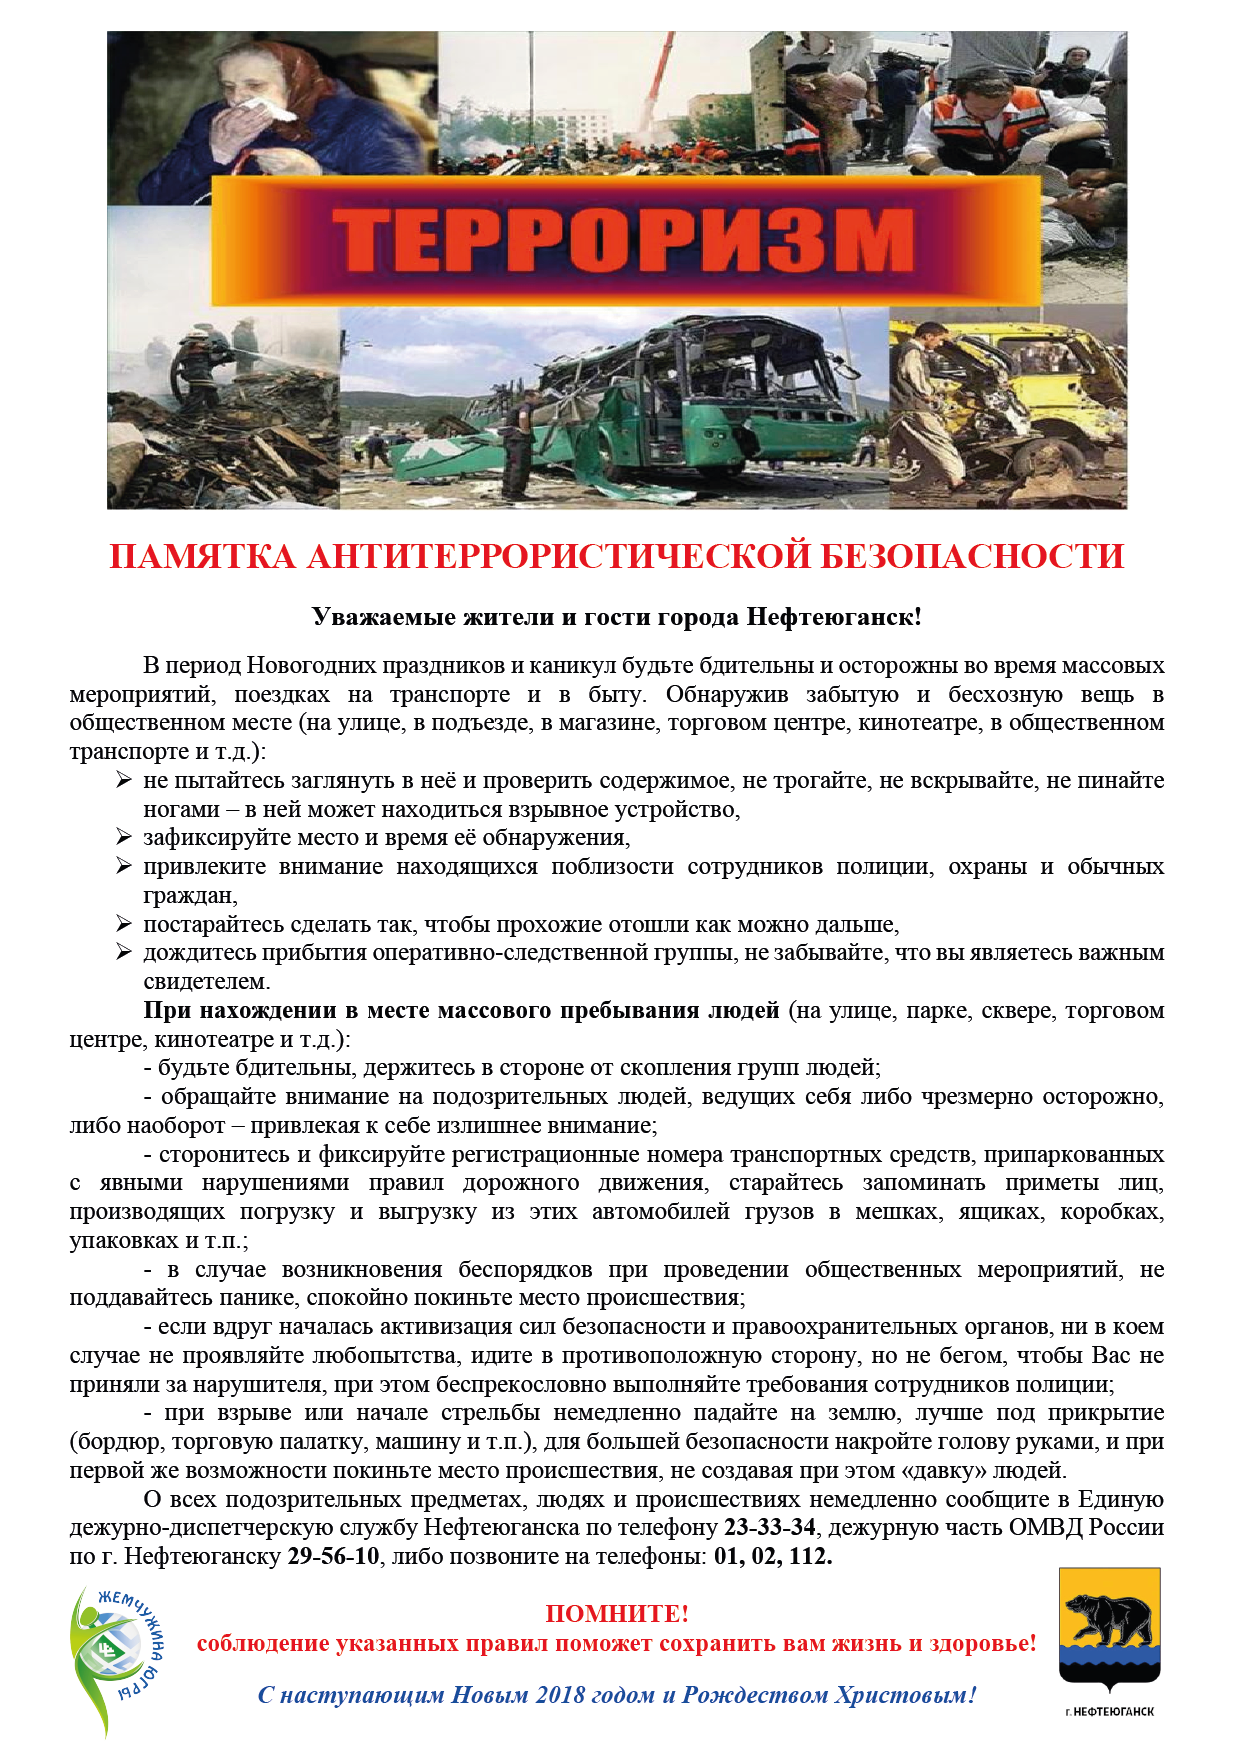 ТЕРРОРИЗМ
ПАМЯТКА АНТИТЕРРОРИСТИЧЕСКОЙ БЕЗОПАСНОСТИ
Уважаемые жители и гости города Нефтеюганск!
В период Новогодних праздников и каникул будьте бдительны и осторожны во время массовых
мероприятий, поездках на транспорте и в быту. Обнаружив забытую и бесхозную вещь в
общественном месте (на улице, в подъезде, в магазине, торговом центре, кинотеатре, в общественном
транспорте и т.д.):
➢ не пытайтесь заглянуть в неё и проверить содержимое, не трогайте, не вскрывайте, не пинайте
ногами – в ней может находиться взрывное устройство,
➢ зафиксируйте место и время её обнаружения,
➢ привлеките внимание находящихся поблизости сотрудников полиции, охраны и обычных
граждан,
➢ постарайтесь сделать так, чтобы прохожие отошли как можно дальше,
➢ дождитесь прибытия оперативно-следственной группы, не забывайте, что вы являетесь важным
свидетелем.
При нахождении в месте массового пребывания людей (на улице, парке, сквере, торговом
центре, кинотеатре и т.д.):
- будьте бдительны, держитесь в стороне от скопления групп людей;
- обращайте внимание на подозрительных людей, ведущих себя либо чрезмерно осторожно,
либо наоборот – привлекая к себе излишнее внимание;
- сторонитесь и фиксируйте регистрационные номера транспортных средств, припаркованных
с явными нарушениями правил дорожного движения, старайтесь запоминать приметы лиц,
производящих погрузку и выгрузку из этих автомобилей грузов в мешках, ящиках, коробках,
упаковках и т.п.;
- в случае возникновения беспорядков при проведении общественных мероприятий, не
поддавайтесь панике, спокойно покиньте место происшествия;
- если вдруг началась активизация сил безопасности и правоохранительных органов, ни в коем
случае не проявляйте любопытства, идите в противоположную сторону, но не бегом, чтобы Вас не
приняли за нарушителя, при этом беспрекословно выполняйте требования сотрудников полиции;
- при взрыве или начале стрельбы немедленно падайте на землю, лучше под прикрытие
(бордюр, торговую палатку, машину и т.п.), для большей безопасности накройте голову руками, и при
первой же возможности покиньте место происшествия, не создавая при этом «давку» людей.
О всех подозрительных предметах, людях и происшествиях немедленно сообщите в Единую
дежурно-диспетчерскую службу Нефтеюганска по телефону 23-33-34, дежурную часть ОМВД России
по г. Нефтеюганску 29-56-10, либо позвоните на телефоны: 01, 02, 112.
ЖЕМЧУЖИНА ЮГРЫ
ПОМНИТЕ!
соблюдение указанных правил поможет сохранить вам жизнь и здоровье!
С наступающим Новым 2018 годом и Рождеством Христовым!
г. НЕФТЕЮГАНСК